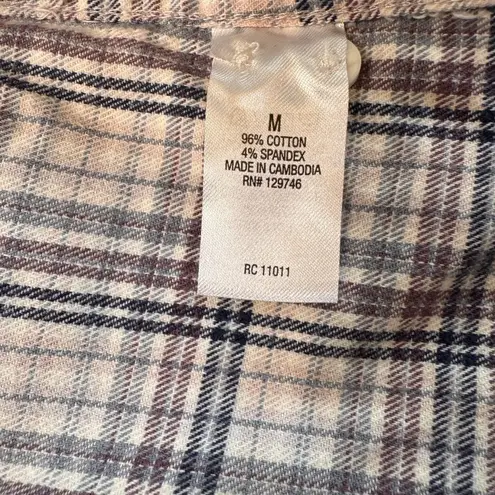 M
96% COTTON
4% SPANDEX
MADE IN CAMBODIA
RN# 129746
RC 11011